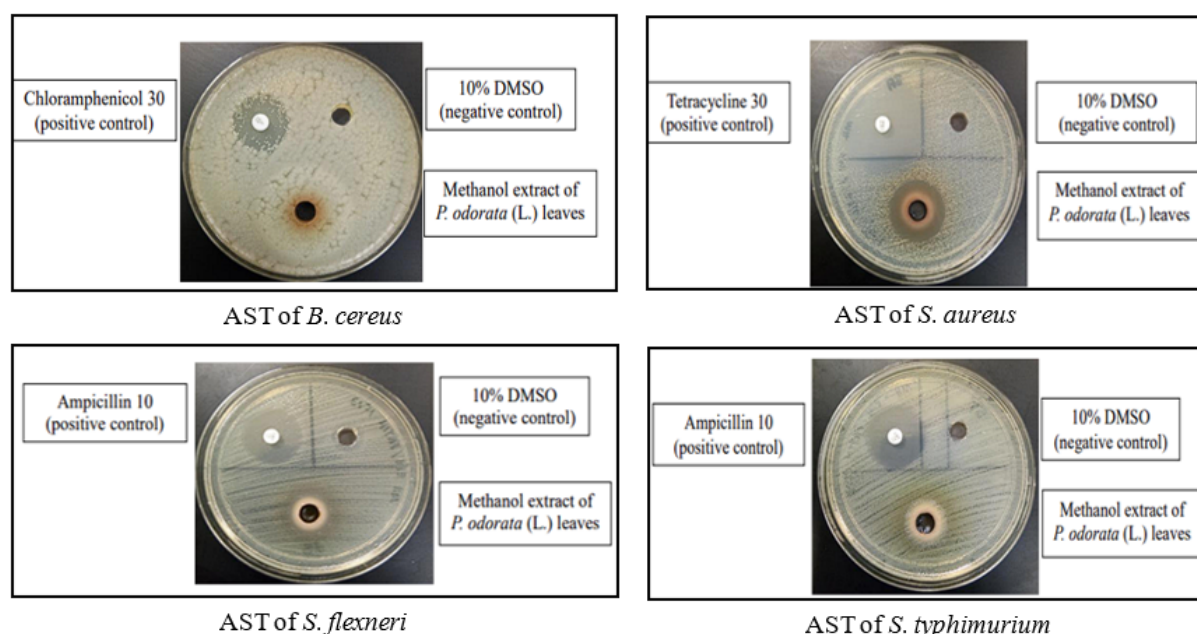 Chloramphenicol 30
(positive control)
10% DMSO
(negative control)
Methanol extract of
P. odorata (L.) leaves
AST of B. cereus
Tetracycline 30
(positive control)
10% DMSO
(negative control)
Methanol extract of
P. odorata (L.) leaves
AST of S. aureus
Ampicillin 10
(positive control)
10% DMSO
(negative control)
Methanol extract of
P. odorata (L.) leaves
AST of S. flexneri
Ampicillin 10
(positive control)
10% DMSO
(negative control)
Methanol extract of
P. odorata (L.) leaves
AST of S. typhimurium